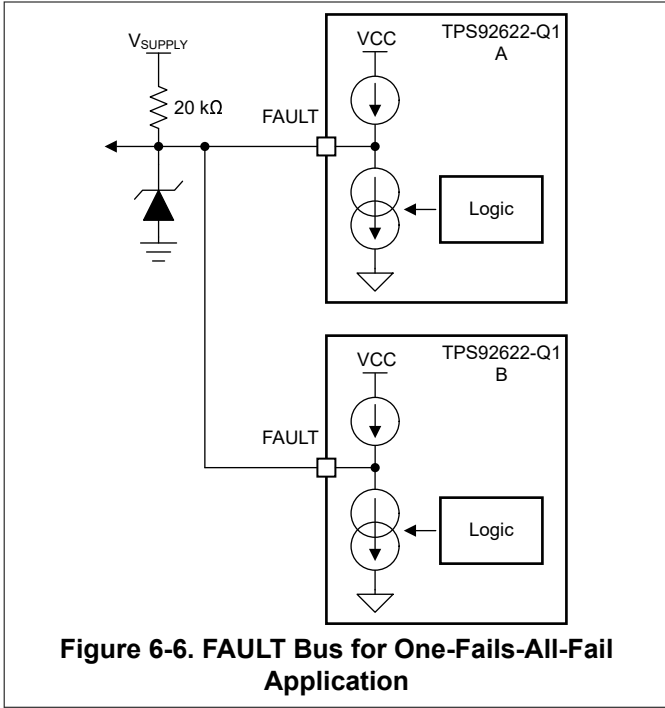 V_SUPPLY
20 kΩ
FAULT
VCC
TPS92622-Q1
A
Logic
FAULT
VCC
TPS92622-Q1
B
Logic
Figure 6-6. FAULT Bus for One-Fails-All-Fail
Application